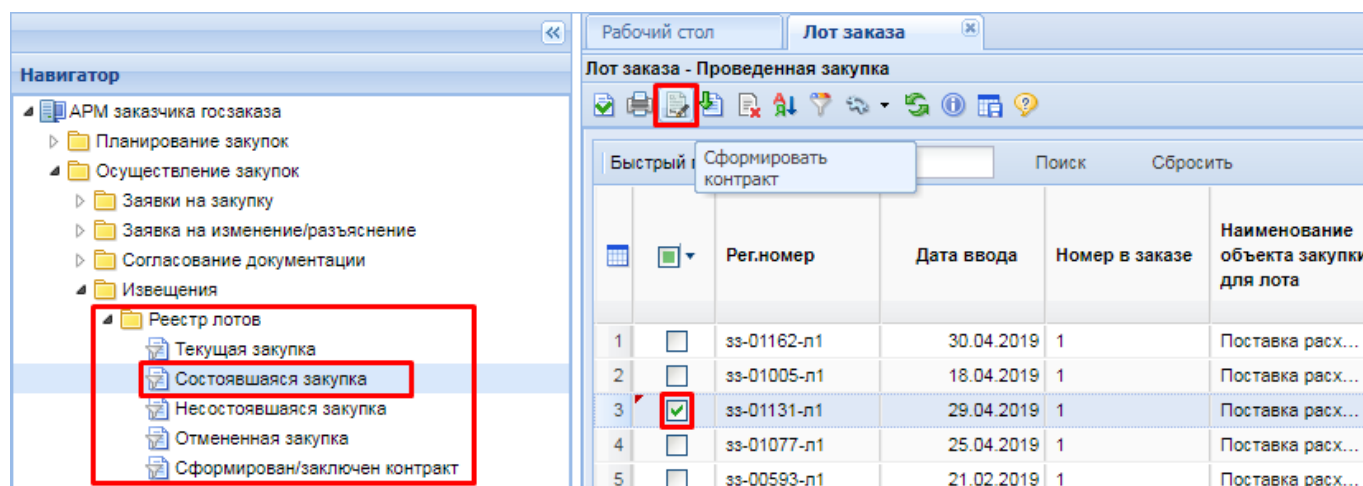 Рабочий стол
Лот заказа
Навигатор
Лот заказа - Проведенная закупка
АРМ заказчика госзаказа
Планирование закупок
Осуществление закупок
Заявки на закупку
Заявка на изменение/разъяснение
Согласование документации
Извещения
Реестр лотов
Текущая закупка
Состоявшаяся закупка
Несостоявшаяся закупка
Отмененная закупка
Сформирован/заключен контракт
Быстрый
Поиск
Сбросить
Сформировать
контракт
Рег.номер
Дата ввода
Номер в заказе
Наименование
объекта закупки
для лота
1 зз-01162-л1 30.04.2019 1 Поставка расх...
2 зз-01005-л1 18.04.2019 1 Поставка расх...
3 зз-01131-л1 29.04.2019 1 Поставка расх...
4 зз-01077-л1 25.04.2019 1 Поставка расх...
5 зз-00593-л1 21.02.2019 1 Поставка расх...